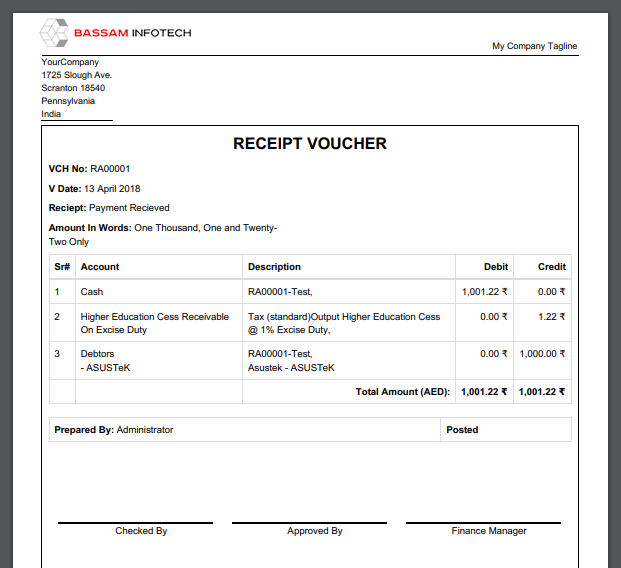 BASSAM INFOTECH
My Company Tagline
YourCompany
1725 Slough Ave.
Scranton 18540
Pennsylvania
India
RECEIPT VOUCHER
VCH No: RA00001
V Date: 13 April 2018
Reciept: Payment Recieved
Amount In Words: One Thousand, One and Twenty-
Two Only
Sr# Account Description Debit Credit
1 Cash RA00001-Test, 1,001.22 ₹ 0.00 ₹
2 Higher Education Cess Receivable Tax (standard)Output Higher Education Cess 0.00 ₹ 1.22 ₹
On Excise Duty @ 1% Excise Duty,
3 Debtors RA00001-Test, 0.00 ₹ 1,000.00 ₹
- ASUSTeK Asustek - ASUSTeK
Total Amount (AED): 1,001.22 ₹ 1,001.22 ₹
Prepared By: Administrator Posted
Checked By Approved By Finance Manager